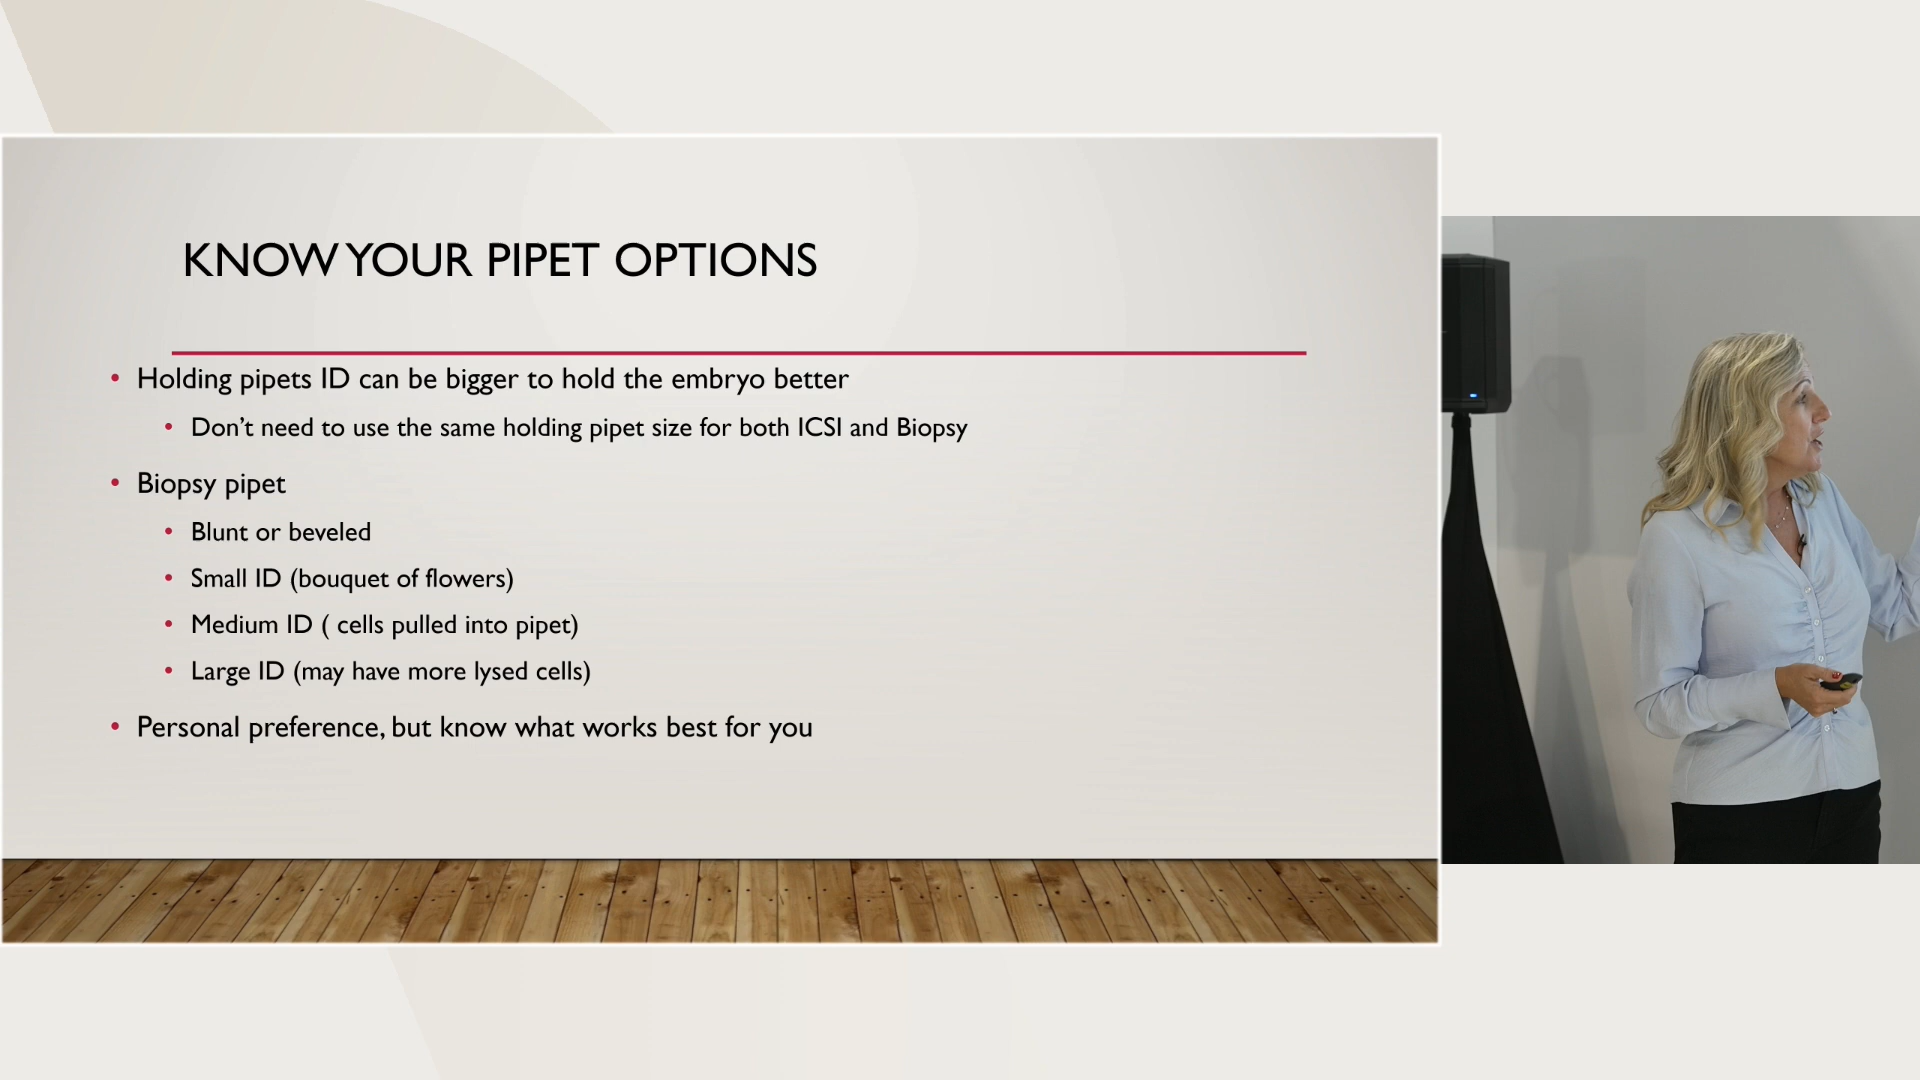 KNOW YOUR PIPET OPTIONS
• Holding pipets ID can be bigger to hold the embryo better
• Don’t need to use the same holding pipet size for both ICSI and Biopsy
• Biopsy pipet
• Blunt or beveled
• Small ID (bouquet of flowers)
• Medium ID ( cells pulled into pipet)
• Large ID (may have more lysed cells)
• Personal preference, but know what works best for you